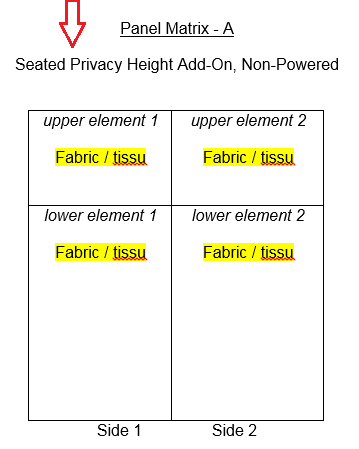 Panel Matrix - A
Seated Privacy Height Add-On, Non-Powered
upper element 1 upper element 2
Fabric / tissu Fabric / tissu
lower element 1 lower element 2
Fabric / tissu Fabric / tissu
Side 1 Side 2